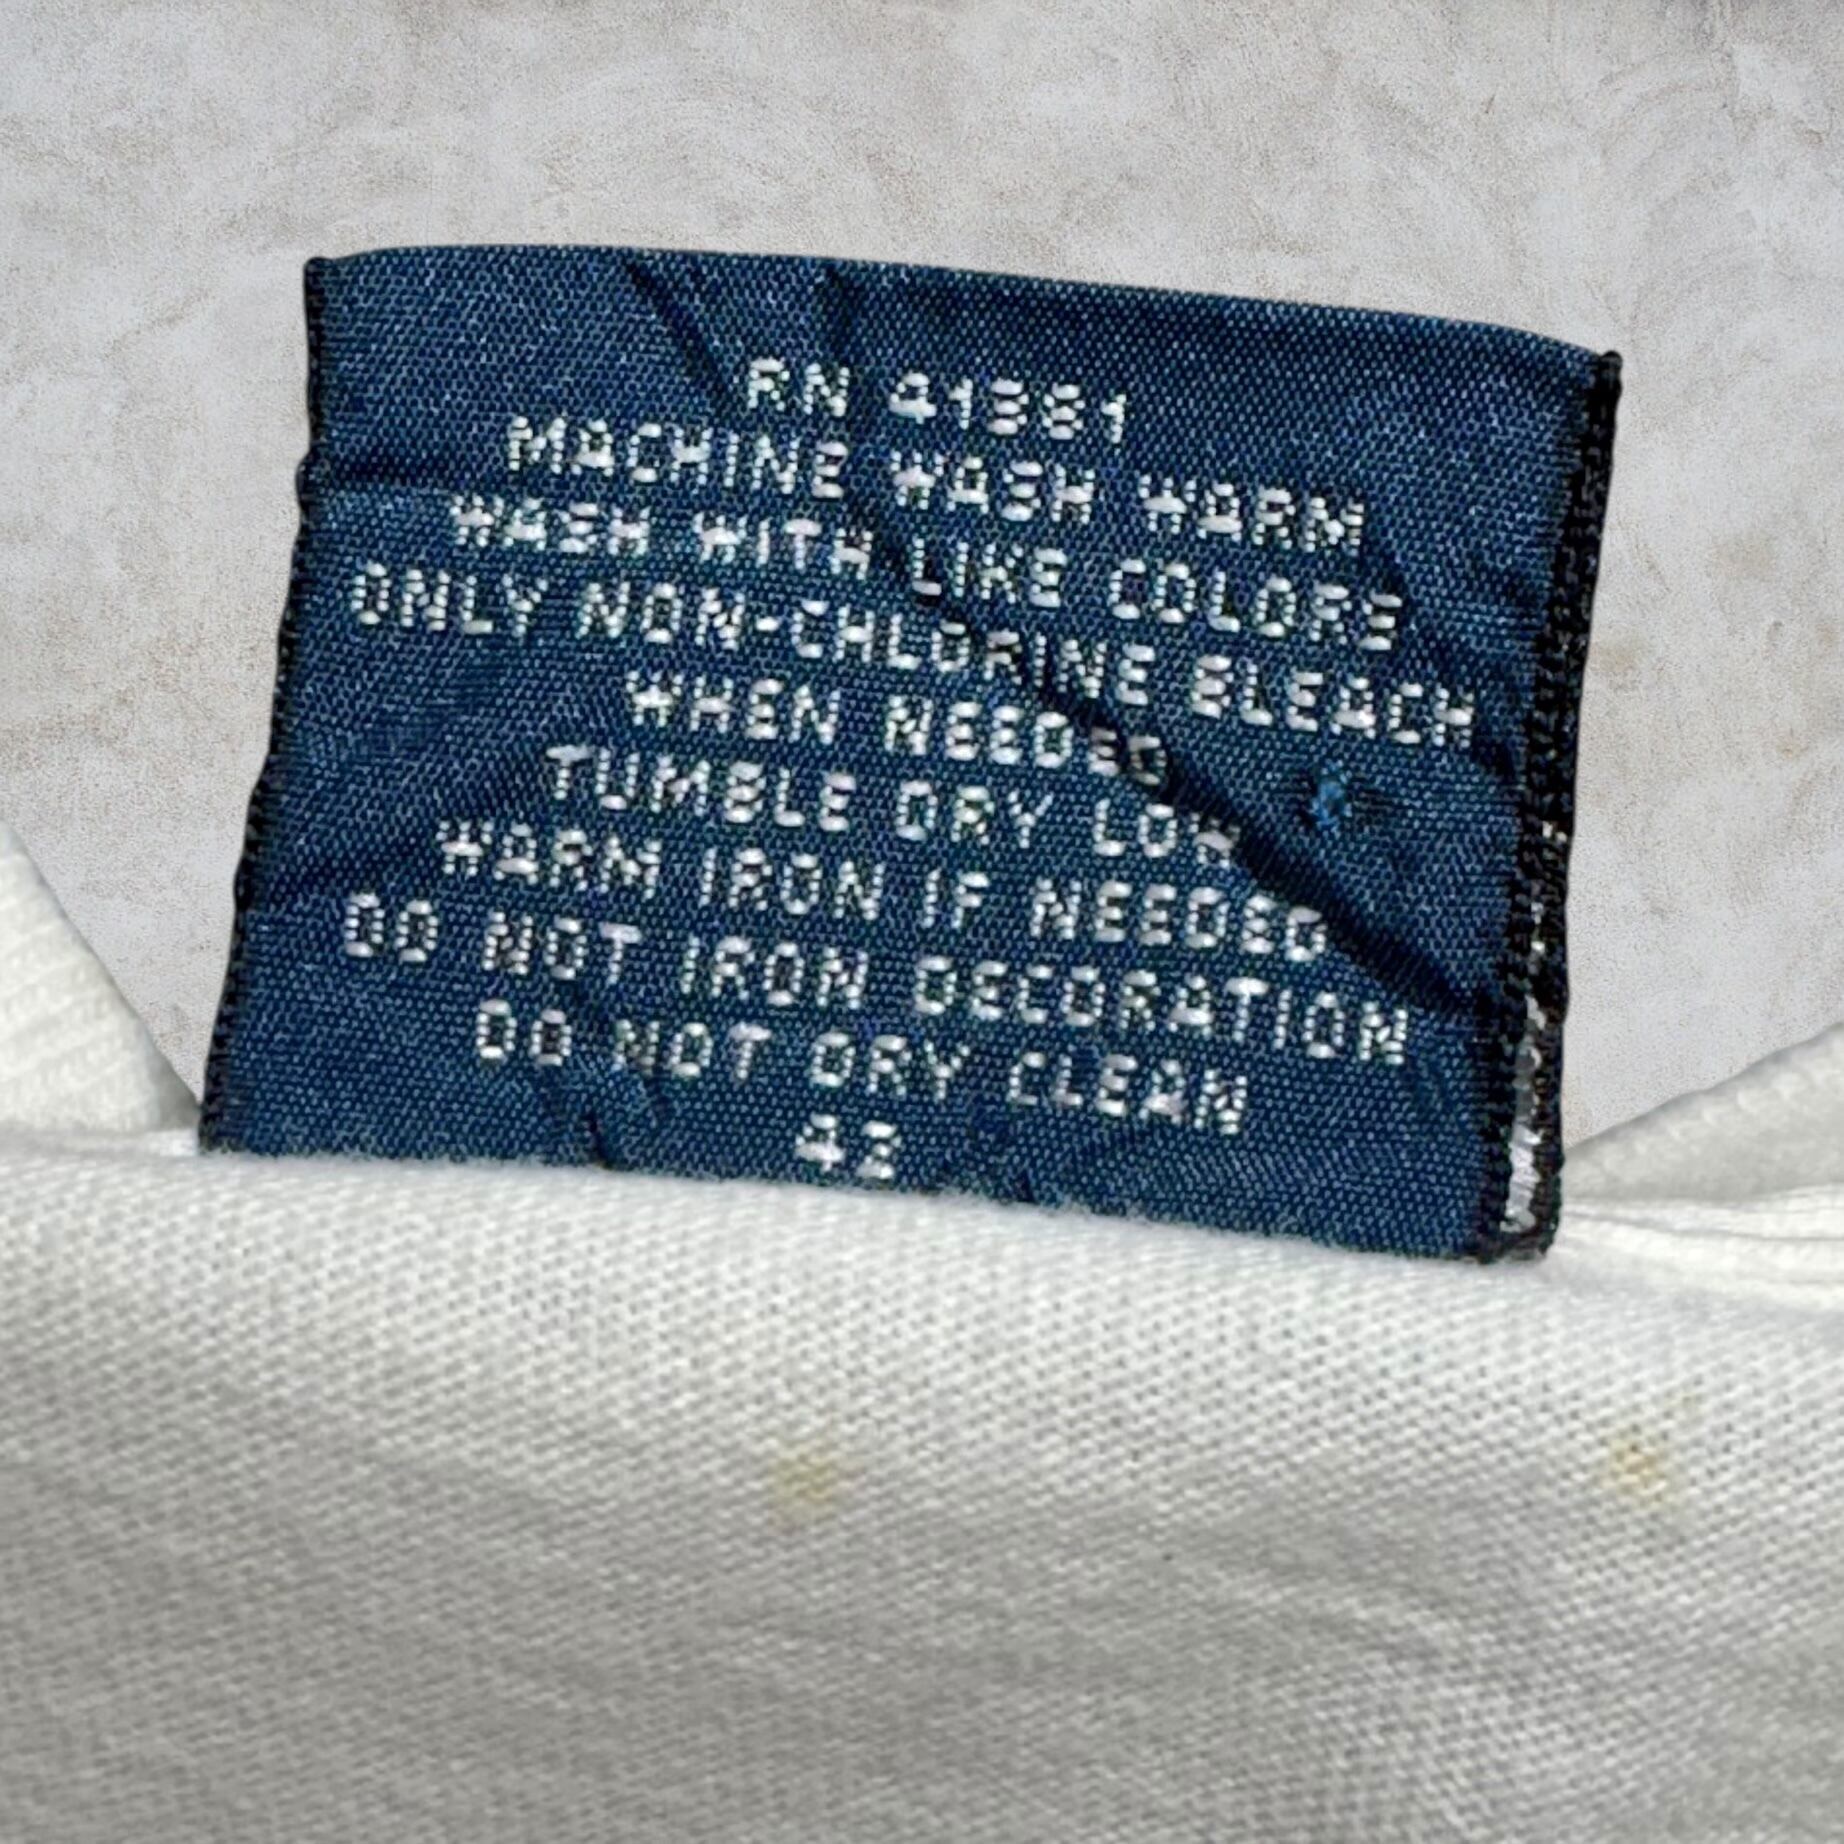 RN 41381
MACHINE WASH WARM
WASH WITH LIKE COLORS
ONLY NON-CHLORINE BLEACH
WHEN NEEDED
TUMBLE DRY LOW
WARM IRON IF NEEDED
DO NOT IRON DECORATION
DO NOT DRY CLEAN
42